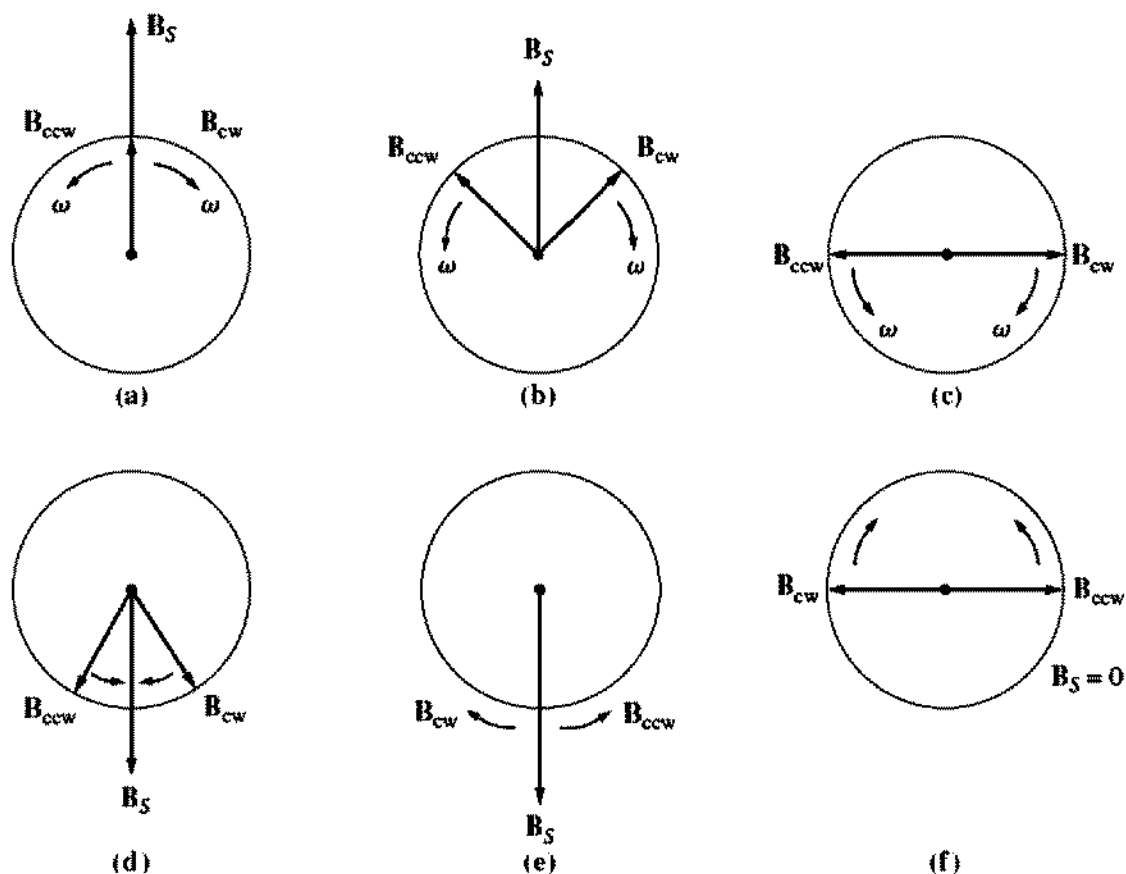 B_S
B_ccw B_cw
ω ω
(a)
B_S
B_ccw B_cw
ω ω
(b)
B_ccw B_cw
ω ω
(c)
B_ccw B_cw
B_S
(d)
B_cw B_ccw
B_S
(e)
B_cw B_ccw
B_S = 0
(f)